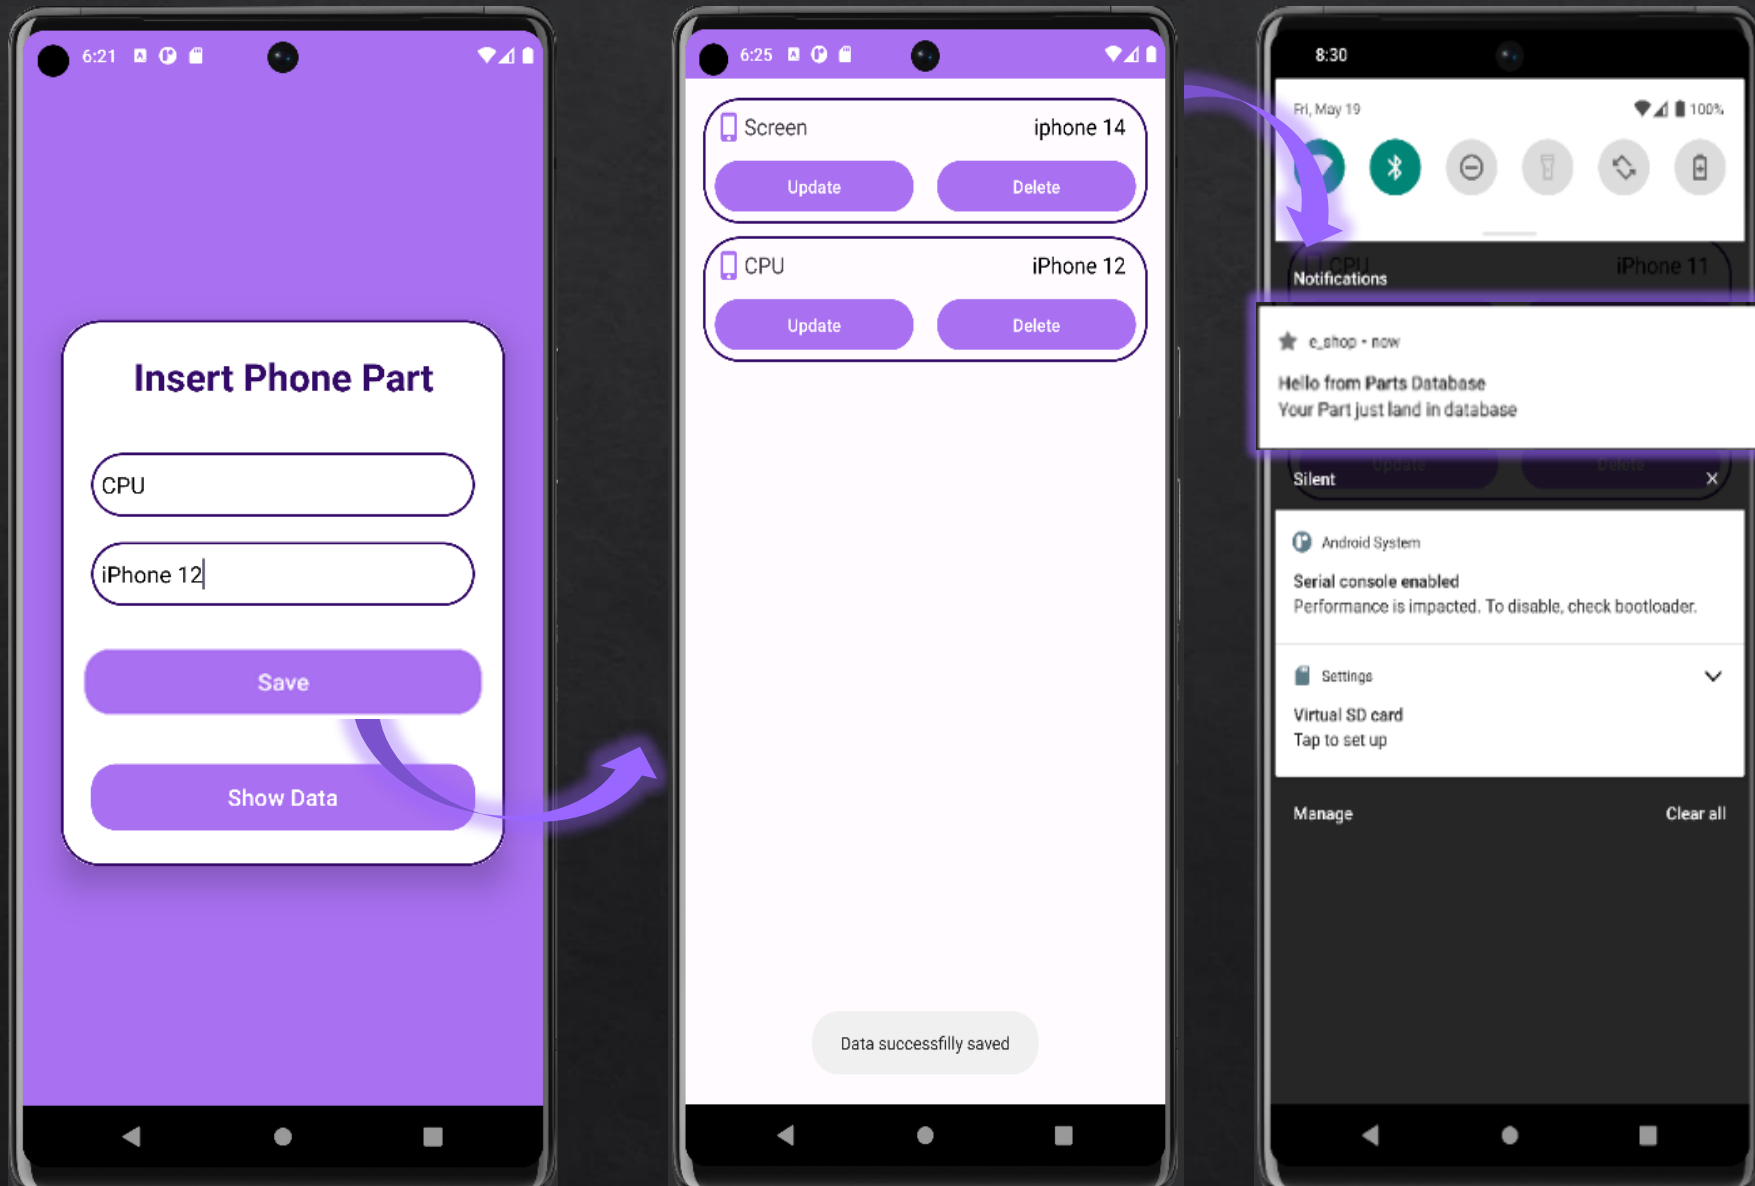 6:21
Insert Phone Part
CPU
iPhone 12
Save
Show Data
6:25
Screen iphone 14
Update Delete
CPU iPhone 12
Update Delete
Data successfilly saved
8:30
Fri, May 19 100%
CPU iPhone 11
Notifications
e_shop • now
Hello from Parts Database
Your Part just land in database
Update Delete
Silent
Android System
Serial console enabled
Performance is impacted. To disable, check bootloader.
Settings
Virtual SD card
Tap to set up
Manage Clear all